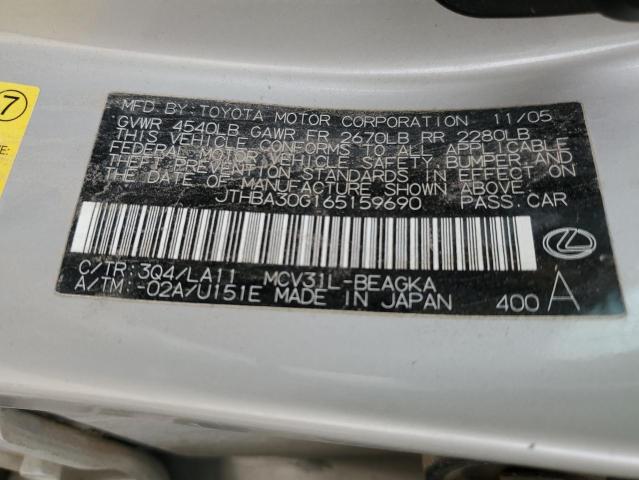 7
E:
MFD. BY: TOYOTA MOTOR CORPORATION 11/05
GVWR 4540LB GAWR FR 2670LB RR 2280LB
THIS VEHICLE CONFORMS TO ALL APPLICABLE
FEDERAL MOTOR VEHICLE SAFETY, BUMPER, AND
THEFT PREVENTION STANDARDS IN EFFECT ON
THE DATE OF MANUFACTURE SHOWN ABOVE.
JTHBA30G165159690 PASS. CAR
C/TR: 3Q4/LA11 MCV31L-BEAGKA
A/TM: -02A/U151E MADE IN JAPAN 400 A